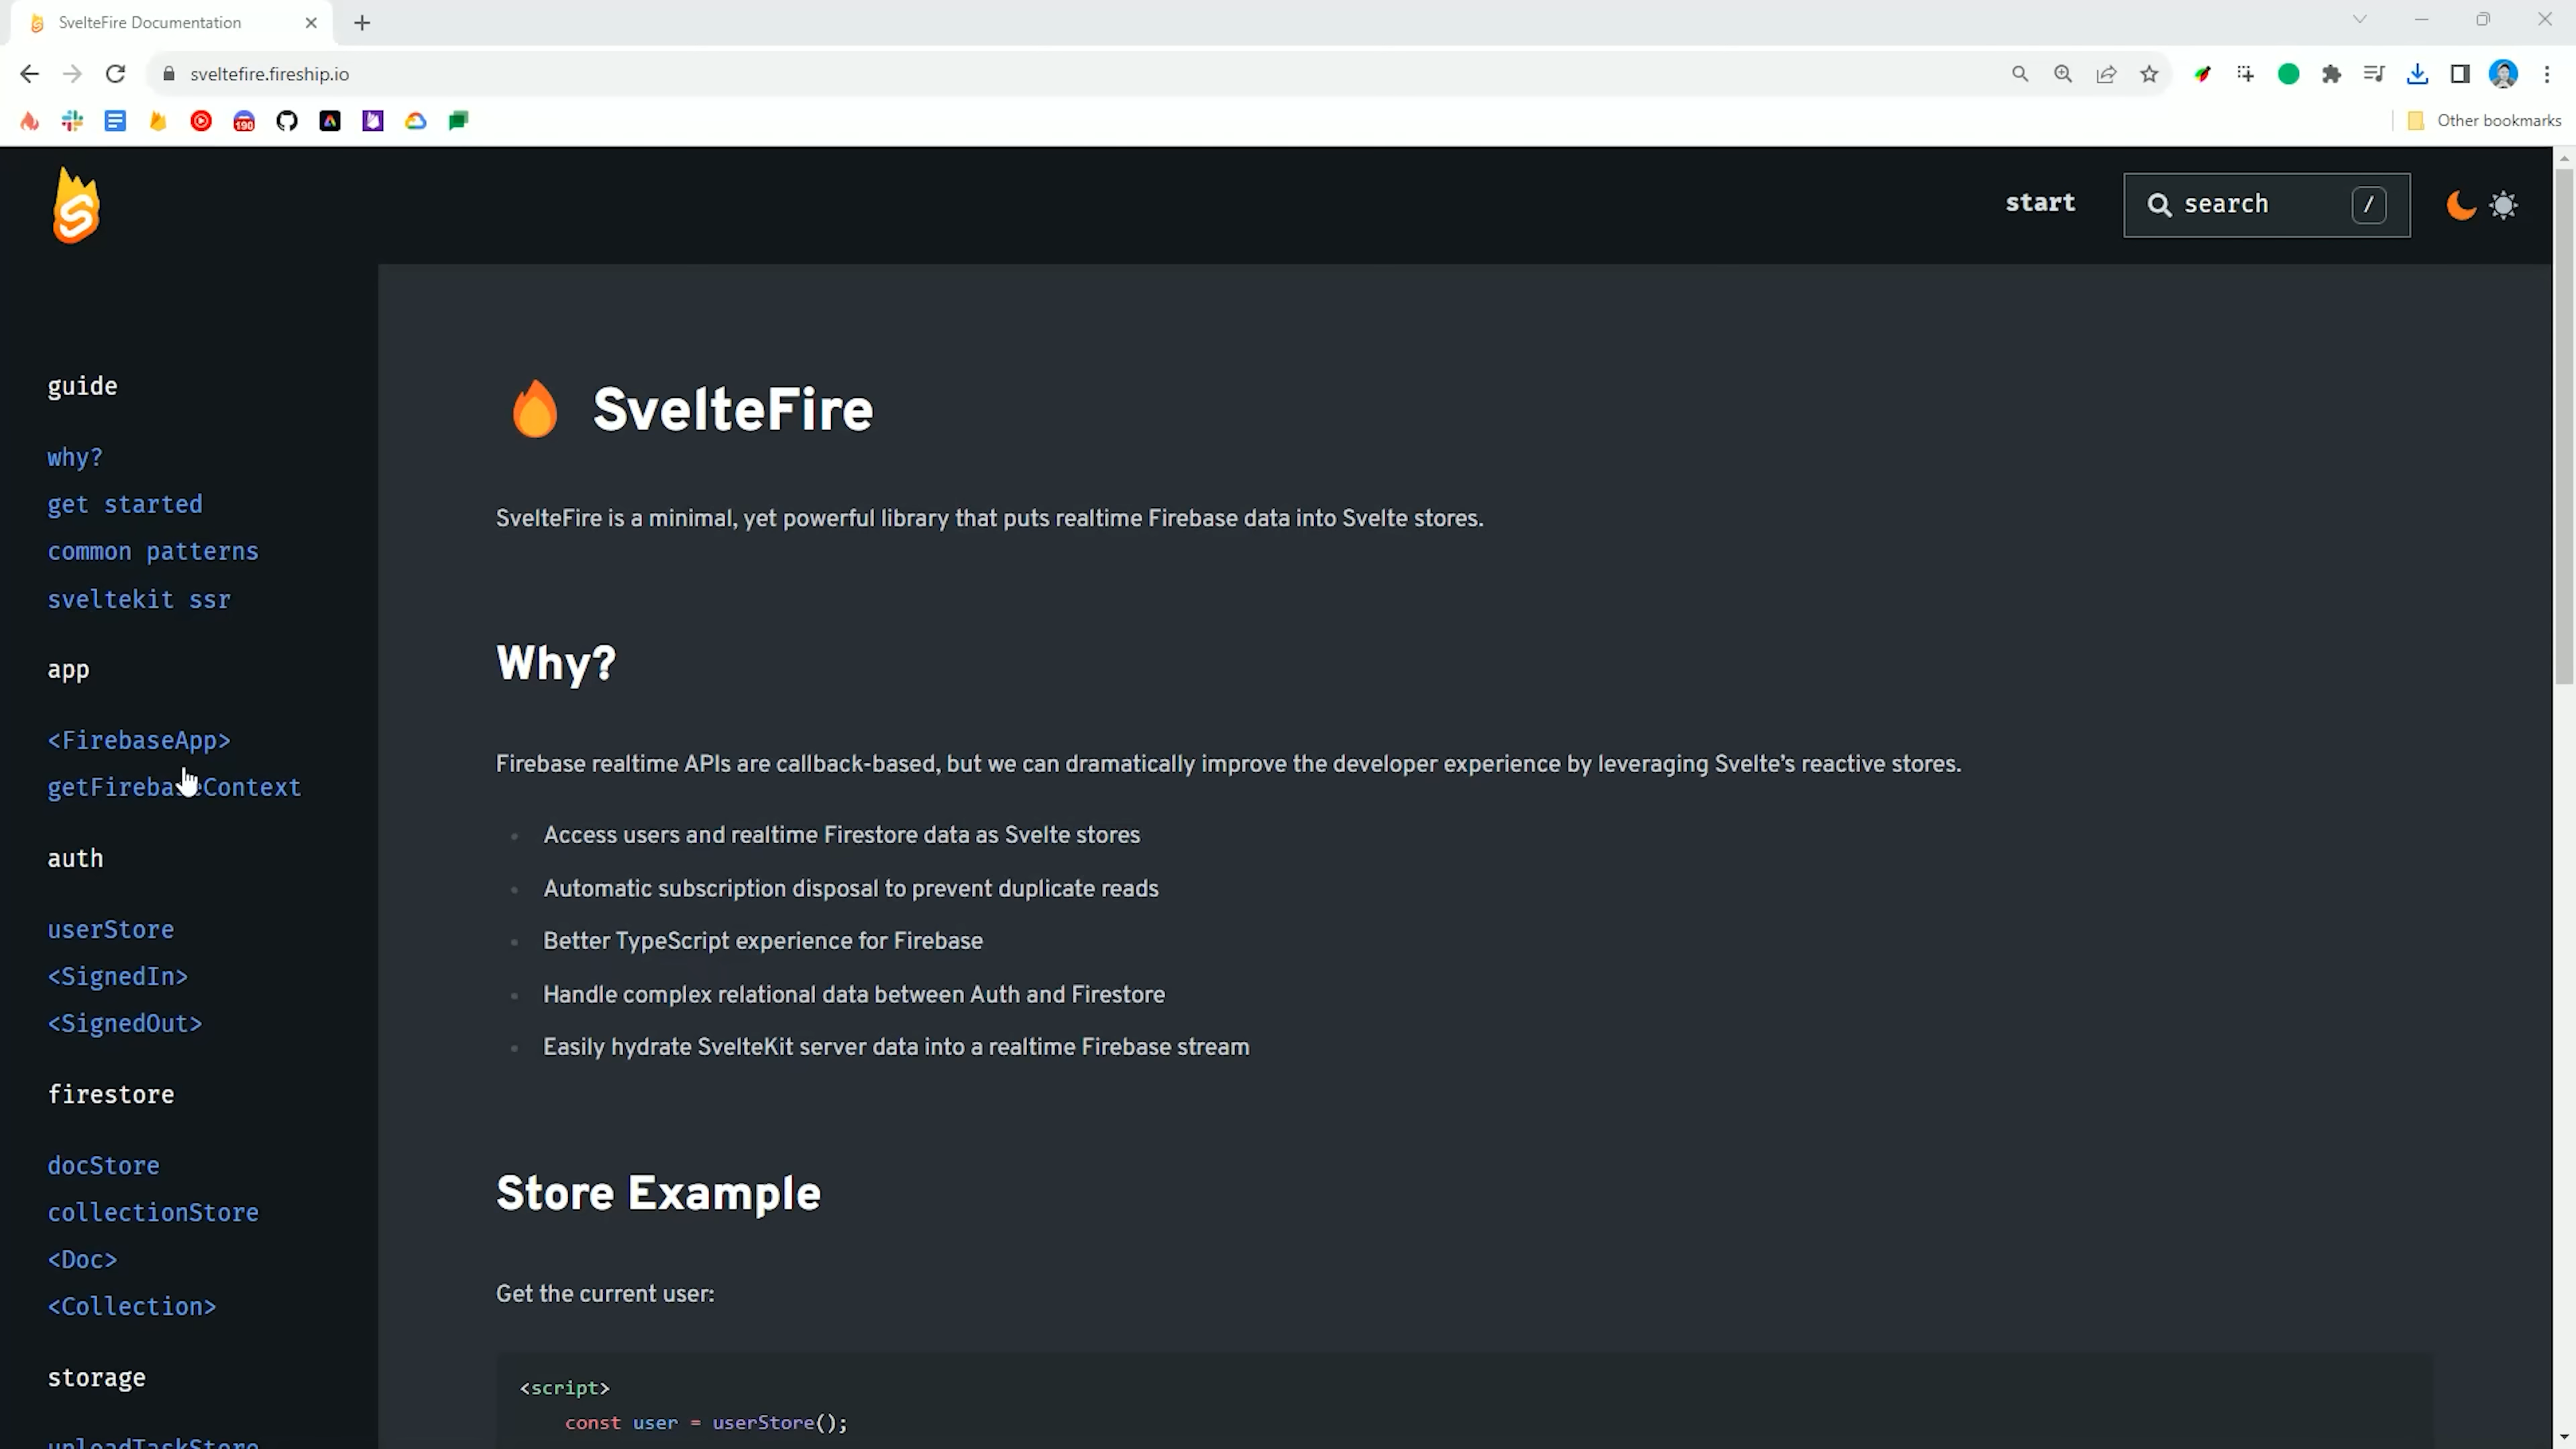 SvelteFire Documentation
sveltefire.fireship.io
190
Other bookmarks
start
search
/
guide
why?
get started
common patterns
sveltekit ssr
app
<FirebaseApp>
getFirebaseContext
auth
userStore
<SignedIn>
<SignedOut>
firestore
docStore
collectionStore
<Doc>
<Collection>
storage
uploadTaskStore
SvelteFire
SvelteFire is a minimal, yet powerful library that puts realtime Firebase data into Svelte stores.
Why?
Firebase realtime APIs are callback-based, but we can dramatically improve the developer experience by leveraging Svelte's reactive stores.
Access users and realtime Firestore data as Svelte stores
Automatic subscription disposal to prevent duplicate reads
Better TypeScript experience for Firebase
Handle complex relational data between Auth and Firestore
Easily hydrate SvelteKit server data into a realtime Firebase stream
Store Example
Get the current user:
<script>
const user = userStore();